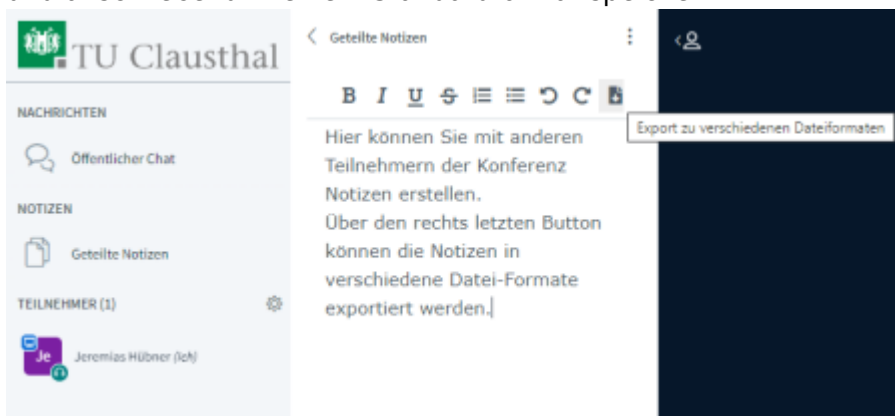 TU Clausthal
NACHRICHTEN
Öffentlicher Chat
NOTIZEN
Geteilte Notizen
TEILNEHMER (1)
Je
Jeremias Hübner (Ich)
Geteilte Notizen
B I U S
Export zu verschiedenen Dateiformaten
Hier können Sie mit anderen
Teilnehmern der Konferenz
Notizen erstellen.
Über den rechts letzten Button
können die Notizen in
verschiedene Datei-Formate
exportiert werden.